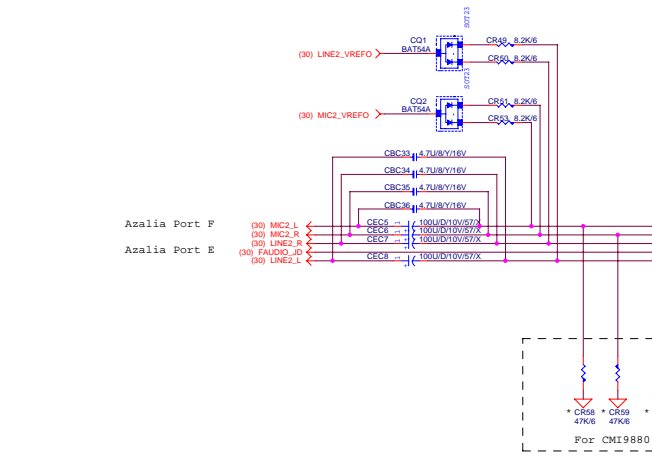 SOT23
CQ1
BAT54A
CR49 8.2K/6
(30) LINE2_VREFO
CR50 8.2K/6
SOT23
CQ2
BAT54A
CR51 8.2K/6
(30) MIC2_VREFO
CR53 8.2K/6
CBC33 4.7U/8/Y/16V
CBC34 4.7U/8/Y/16V
CBC35 4.7U/8/Y/16V
CBC36 4.7U/8/Y/16V
Azalia Port F
(30) MIC2_L
CEC5 1 100U/D/10V/57/X
(30) MIC2_R
CEC6 1 + 100U/D/10V/57/X
(30) LINE2_R
CEC7 1 + 100U/D/10V/57/X
Azalia Port E
(30) FAUDIO_JD
+
(30) LINE2_L
CEC8 1 100U/D/10V/57/X
+
* CR58 * CR59 *
47K/6 47K/6
For CMI9880